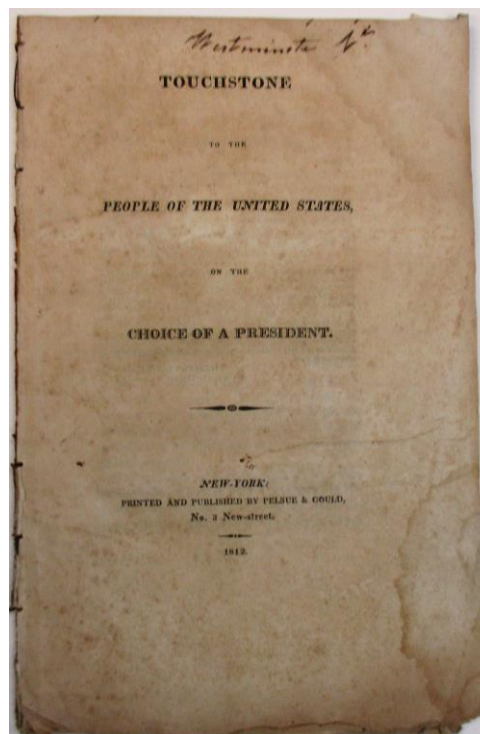 Westminster Vt
TOUCHSTONE
TO THE
PEOPLE OF THE UNITED STATES,
ON THE
CHOICE OF A PRESIDENT.
NEW-YORK:
PRINTED AND PUBLISHED BY PELSUE & GOULD,
No. 3 New-street.
1812.